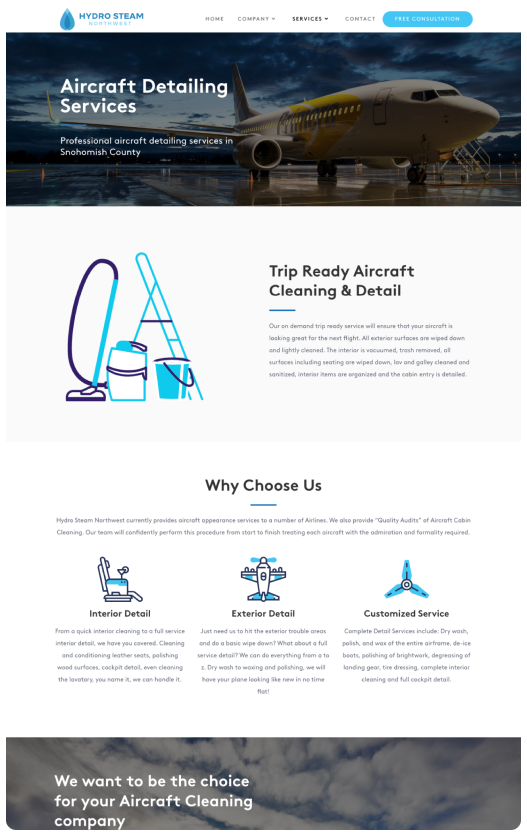 HYDRO STEAM
NORTHWEST
HOME COMPANY SERVICES CONTACT FREE CONSULTATION
Aircraft Detailing
Services
Professional aircraft detailing services in
Snohomish County
Trip Ready Aircraft
Cleaning & Detail
Our on demand trip ready service will ensure that your aircraft is
looking great for the next flight. All exterior surfaces are wiped down
and lightly cleaned. The interior is vacuumed, trash removed, all
surfaces including seating are wiped down, lav and galley cleaned and
sanitized, interior items are organized and the cabin entry is detailed.
Why Choose Us
Hydro Steam Northwest currently provides aircraft appearance services to a number of Airlines. We also provide "Quality Audits" of Aircraft Cabin
Cleaning. Our team will confidently perform this procedure from start to finish treating each aircraft with the admiration and formality required.
Interior Detail
From a quick interior cleaning to a full service
interior detail, we have you covered. Cleaning
and conditioning leather seats, polishing
wood surfaces, cockpit detail, even cleaning
the lavatory, you name it, we can handle it.
Exterior Detail
Just need us to hit the exterior trouble areas
and do a basic wipe down? What about a full
service detail? We can do everything from a to
z. Dry wash to waxing and polishing, we will
have your plane looking like new in no time
flat!
Customized Service
Complete Detail Services include: Dry wash,
polish, and wax of the entire airframe, de-ice
boots, polishing of brightwork, degreasing of
landing gear, tire dressing, complete interior
cleaning and full cockpit detail.
We want to be the choice
for your Aircraft Cleaning
company